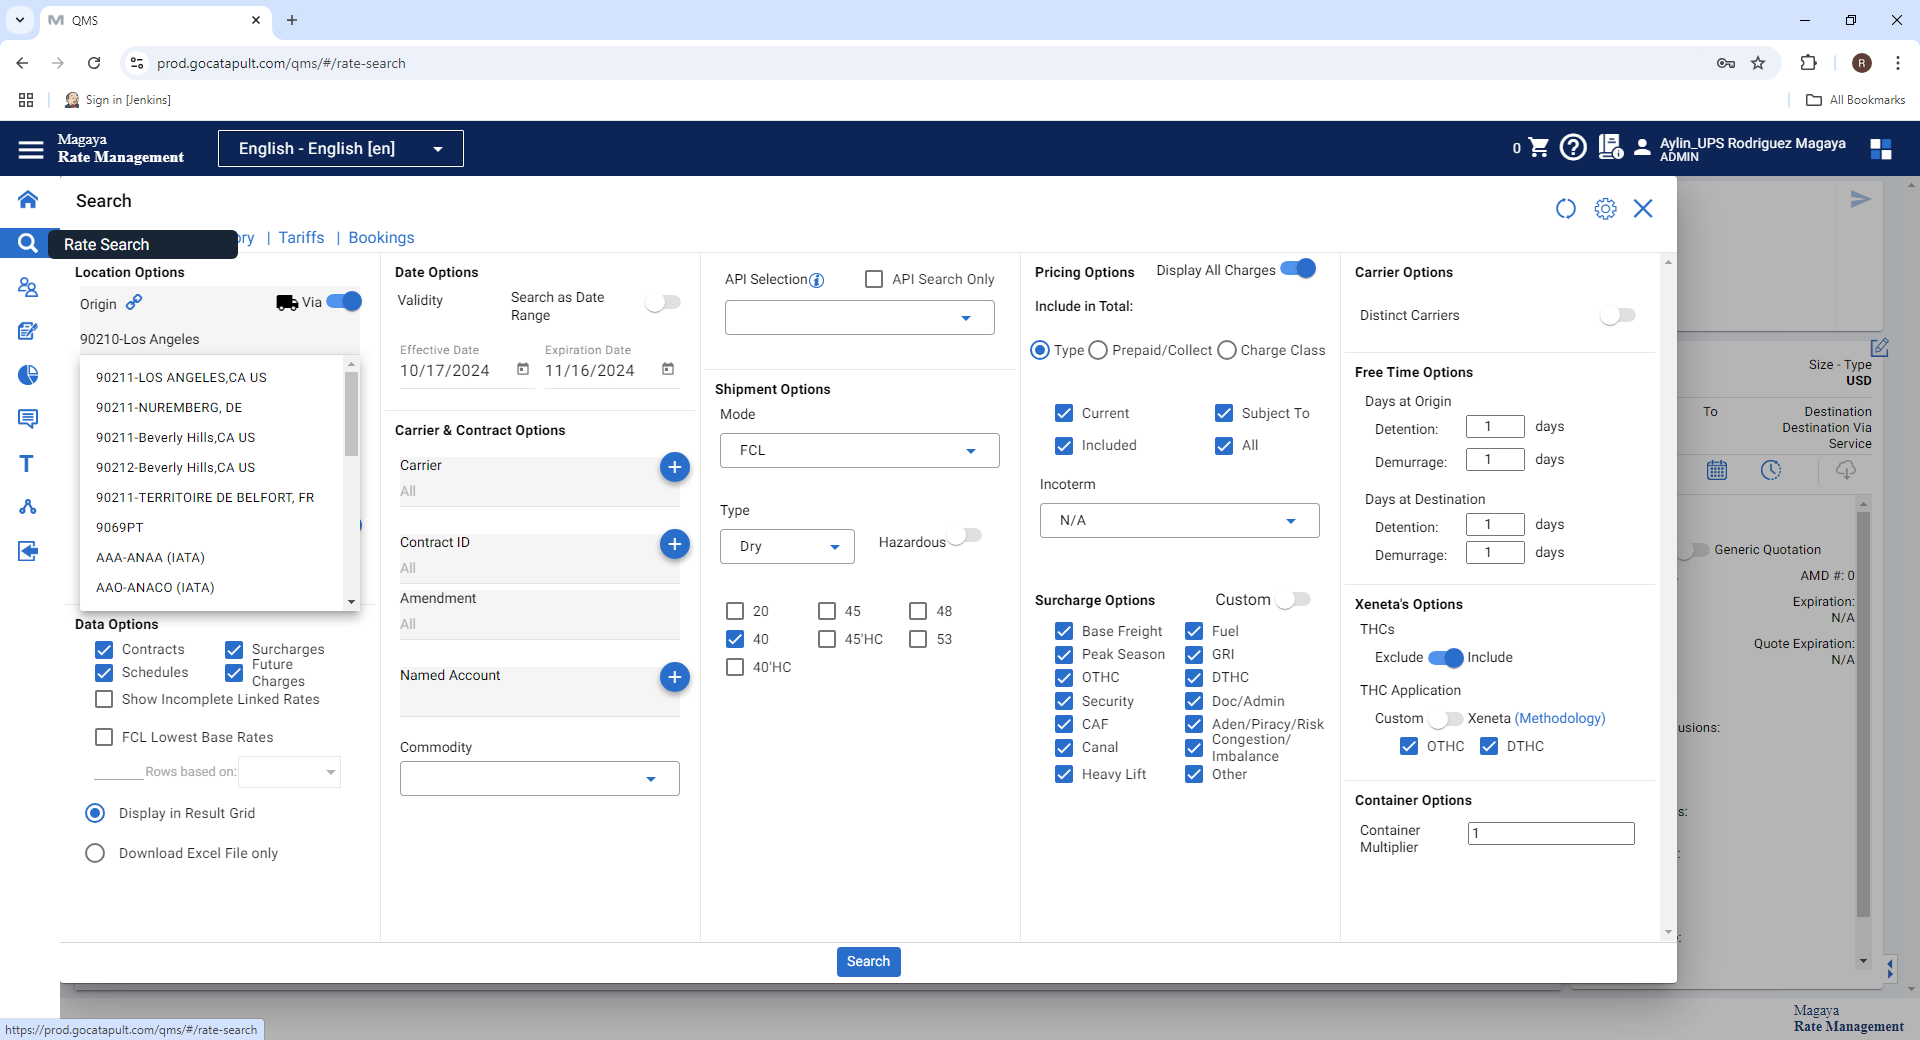 QMS
prod.gocatapult.com/qms/#/rate-search
R
Sign in [Jenkins]
All Bookmarks
Magaya
Rate Management
English - English [en]
0
Aylin_UPS Rodriguez Magaya
ADMIN
Search
Rate Search
ory | Tariffs | Bookings
Location Options
Origin
Via
90210-Los Angeles
90211-LOS ANGELES,CA US
90211-NUREMBERG, DE
90211-Beverly Hills,CA US
90212-Beverly Hills,CA US
90211-TERRITOIRE DE BELFORT, FR
9069PT
AAA-ANAA (IATA)
AAO-ANACO (IATA)
Data Options
Contracts
Surcharges
Schedules
Future Charges
Show Incomplete Linked Rates
FCL Lowest Base Rates
Rows based on:
Display in Result Grid
Download Excel File only
Date Options
Validity
Search as Date Range
Effective Date
10/17/2024
Expiration Date
11/16/2024
Carrier & Contract Options
Carrier
All
Contract ID
All
Amendment
All
Named Account
Commodity
API Selection
API Search Only
Shipment Options
Mode
FCL
Type
Dry
Hazardous
20
45
48
40
45'HC
53
40'HC
Search
Pricing Options
Display All Charges
Include in Total:
Type
Prepaid/Collect
Charge Class
Current
Subject To
Included
All
Incoterm
N/A
Surcharge Options
Custom
Base Freight
Fuel
Peak Season
GRI
OTHC
DTHC
Security
Doc/Admin
CAF
Aden/Piracy/Risk
Canal
Congestion/
Imbalance
Heavy Lift
Other
Carrier Options
Distinct Carriers
Free Time Options
Days at Origin
Detention: 1 days
Demurrage: 1 days
Days at Destination
Detention: 1 days
Demurrage: 1 days
Xeneta's Options
THCs
Exclude
Include
THC Application
Custom
Xeneta (Methodology)
OTHC
DTHC
Container Options
Container Multiplier
1
Size - Type
USD
To
Destination
Destination Via
Service
Generic Quotation
AMD #: 0
Expiration:
N/A
Quote Expiration:
N/A
usions:
s:
:
:
https://prod.gocatapult.com/qms/#/rate-search
Magaya
Rate Management